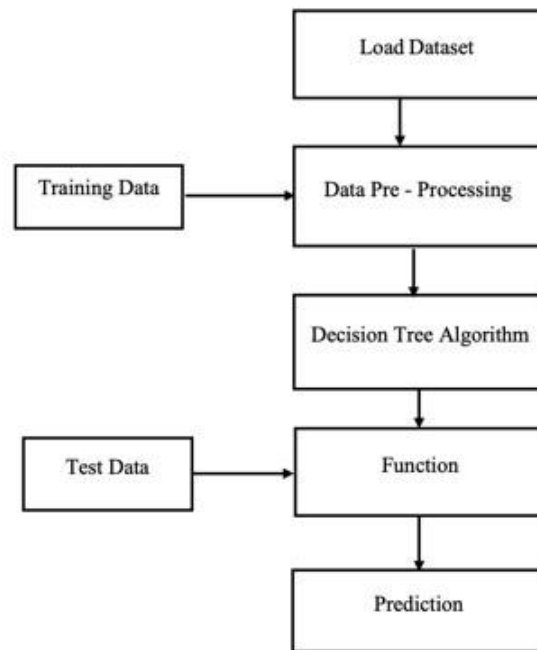 Load Dataset
Training Data
Data Pre - Processing
Decision Tree Algorithm
Test Data
Function
Prediction